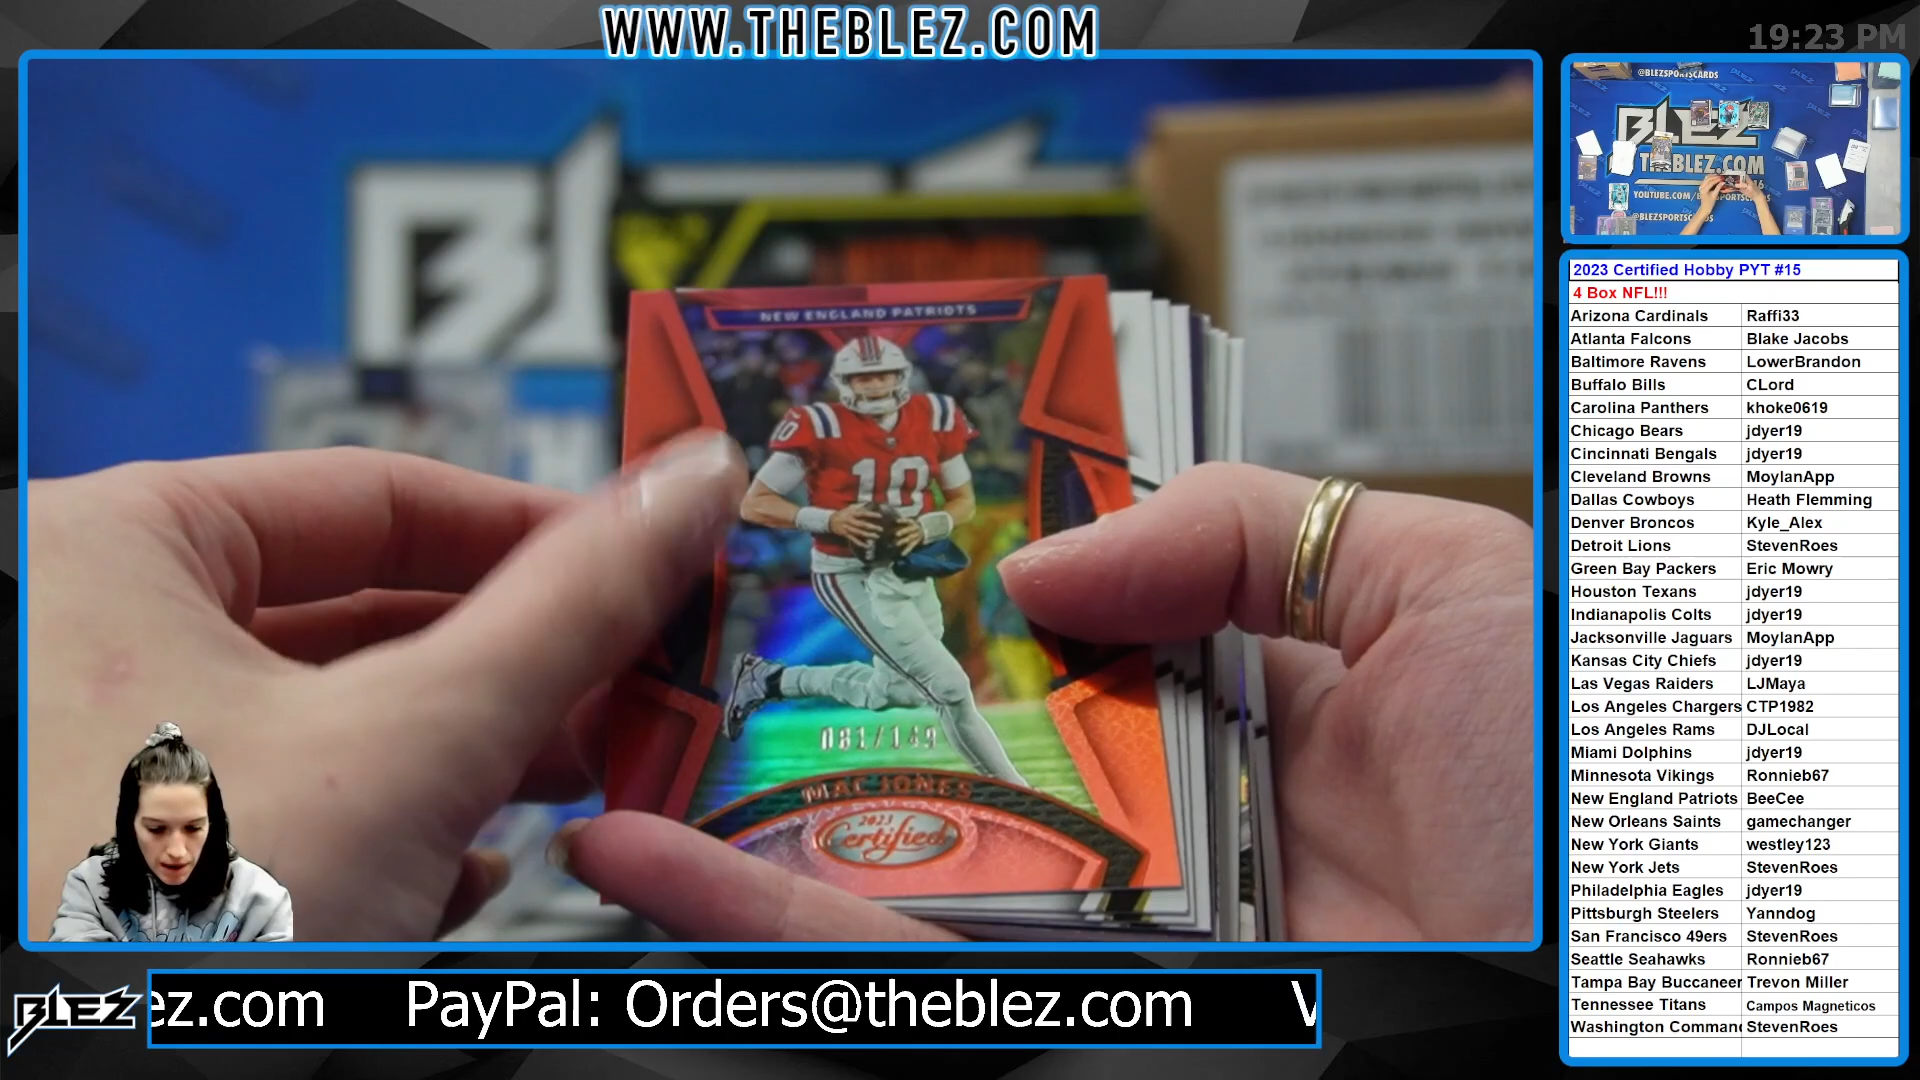 WWW.THEBLEZ.COM
19:23 PM
@BLEZSPORTSCARDS
BLEZ
THEBLEZ.COM
@BLEZSPORTSCARDS
NEW ENGLAND PATRIOTS
10
10
081/149
MAC JONES
2023
Certified
2023 Certified Hobby PYT #15
4 Box NFL!!!
Arizona Cardinals Raffi33
Atlanta Falcons Blake Jacobs
Baltimore Ravens LowerBrandon
Buffalo Bills CLord
Carolina Panthers khoke0619
Chicago Bears jdyer19
Cincinnati Bengals jdyer19
Cleveland Browns MoylanApp
Dallas Cowboys Heath Flemming
Denver Broncos Kyle_Alex
Detroit Lions StevenRoes
Green Bay Packers Eric Mowry
Houston Texans jdyer19
Indianapolis Colts jdyer19
Jacksonville Jaguars MoylanApp
Kansas City Chiefs jdyer19
Las Vegas Raiders LJMaya
Los Angeles Chargers CTP1982
Los Angeles Rams DJLocal
Miami Dolphins jdyer19
Minnesota Vikings Ronnieb67
New England Patriots BeeCee
New Orleans Saints gamechanger
New York Giants westley123
New York Jets StevenRoes
Philadelphia Eagles jdyer19
Pittsburgh Steelers Yanndog
San Francisco 49ers StevenRoes
Seattle Seahawks Ronnieb67
Tampa Bay Buccaneer Trevon Miller
Tennessee Titans Campos Magneticos
Washington Comman StevenRoes
BLEZ
ez.com PayPal: Orders@theblez.com V